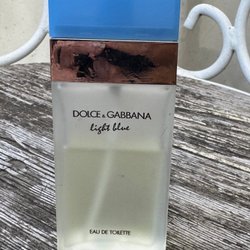 DOLCE & GABBANA
light blue
EAU DE TOILETTE